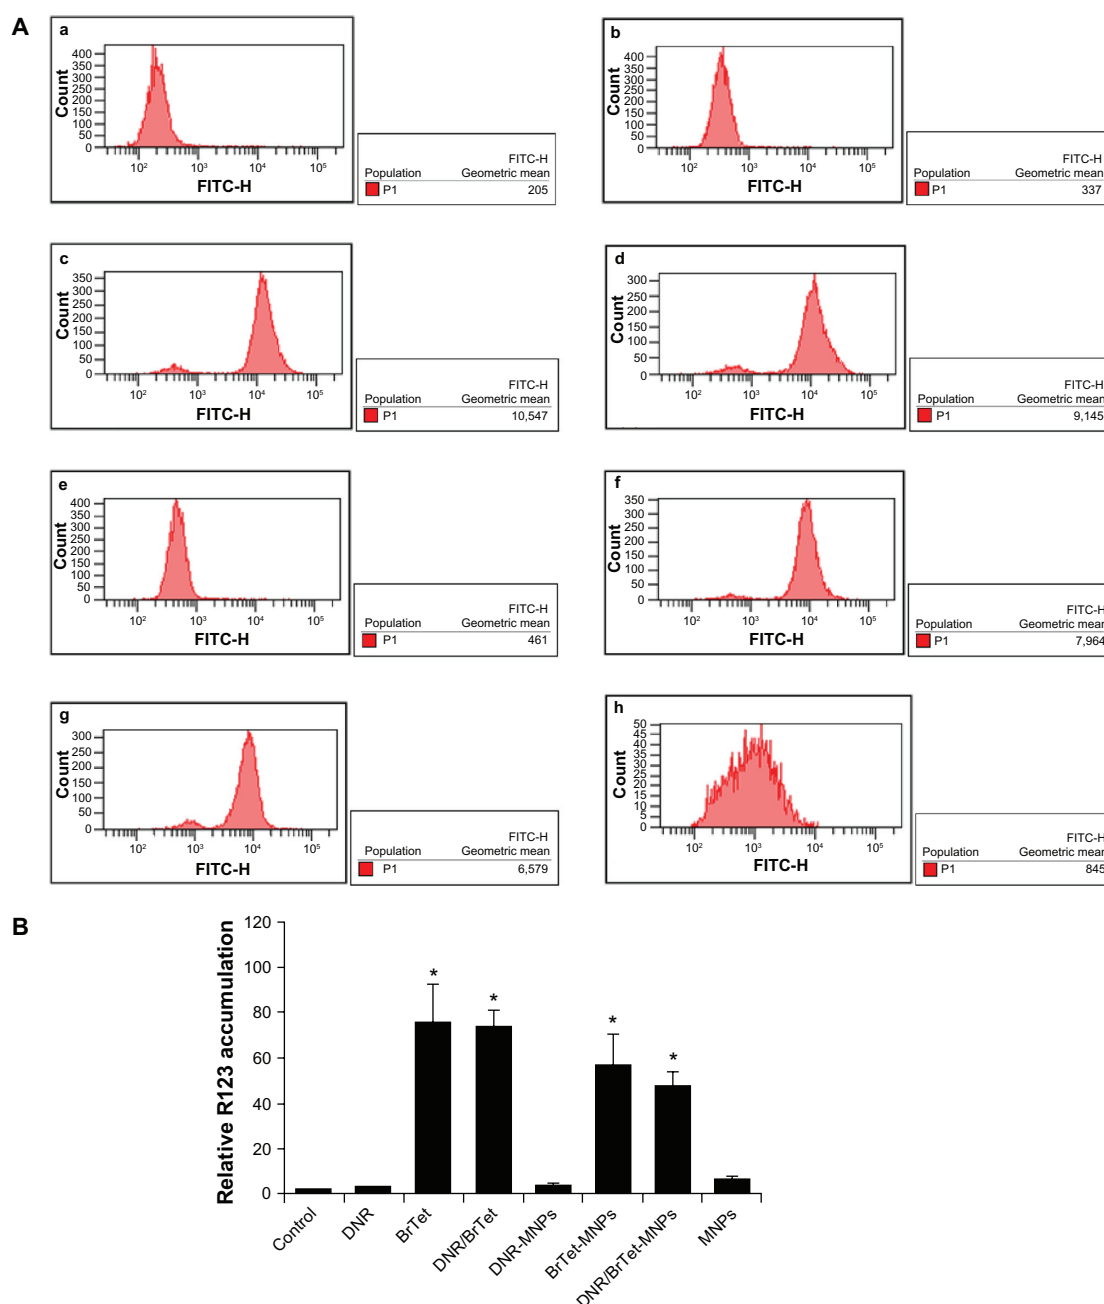 A
a
400
350
300
250
200
150
100
50
0
Count
10²
10³
10⁴
10⁵
FITC-H
FITC-H
Population Geometric mean
P1 205
b
400
350
300
250
200
150
100
50
0
Count
10²
10³
10⁴
10⁵
FITC-H
FITC-H
Population Geometric mean
P1 337
c
350
300
250
200
150
100
50
0
Count
10²
10³
10⁴
10⁵
FITC-H
FITC-H
Population Geometric mean
P1 10,547
d
300
250
200
150
100
50
0
Count
10²
10³
10⁴
10⁵
FITC-H
FITC-H
Population Geometric mean
P1 9,145
e
400
350
300
250
200
150
100
50
0
Count
10²
10³
10⁴
10⁵
FITC-H
FITC-H
Population Geometric mean
P1 461
f
350
300
250
200
150
100
50
0
Count
10²
10³
10⁴
10⁵
FITC-H
FITC-H
Population Geometric mean
P1 7,964
g
300
250
200
150
100
50
0
Count
10²
10³
10⁴
10⁵
FITC-H
FITC-H
Population Geometric mean
P1 6,579
h
50
45
40
35
30
25
20
15
10
5
0
Count
10²
10³
10⁴
10⁵
FITC-H
FITC-H
Population Geometric mean
P1 845
B
Relative R123 accumulation
120
100
80
60
40
20
0
*
*
*
*
Control
DNR
BrTet
DNR/BrTet
DNR-MNPs
BrTet-MNPs
DNR/BrTet-MNPs
MNPs